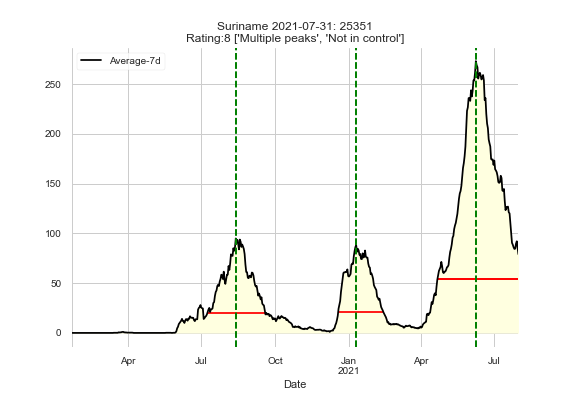 Suriname 2021-07-31: 25351
Rating:8 ['Multiple peaks', 'Not in control']
Average-7d
250
200
150
100
50
0
Apr
Jul
Oct
Jan
2021
Apr
Jul
Date